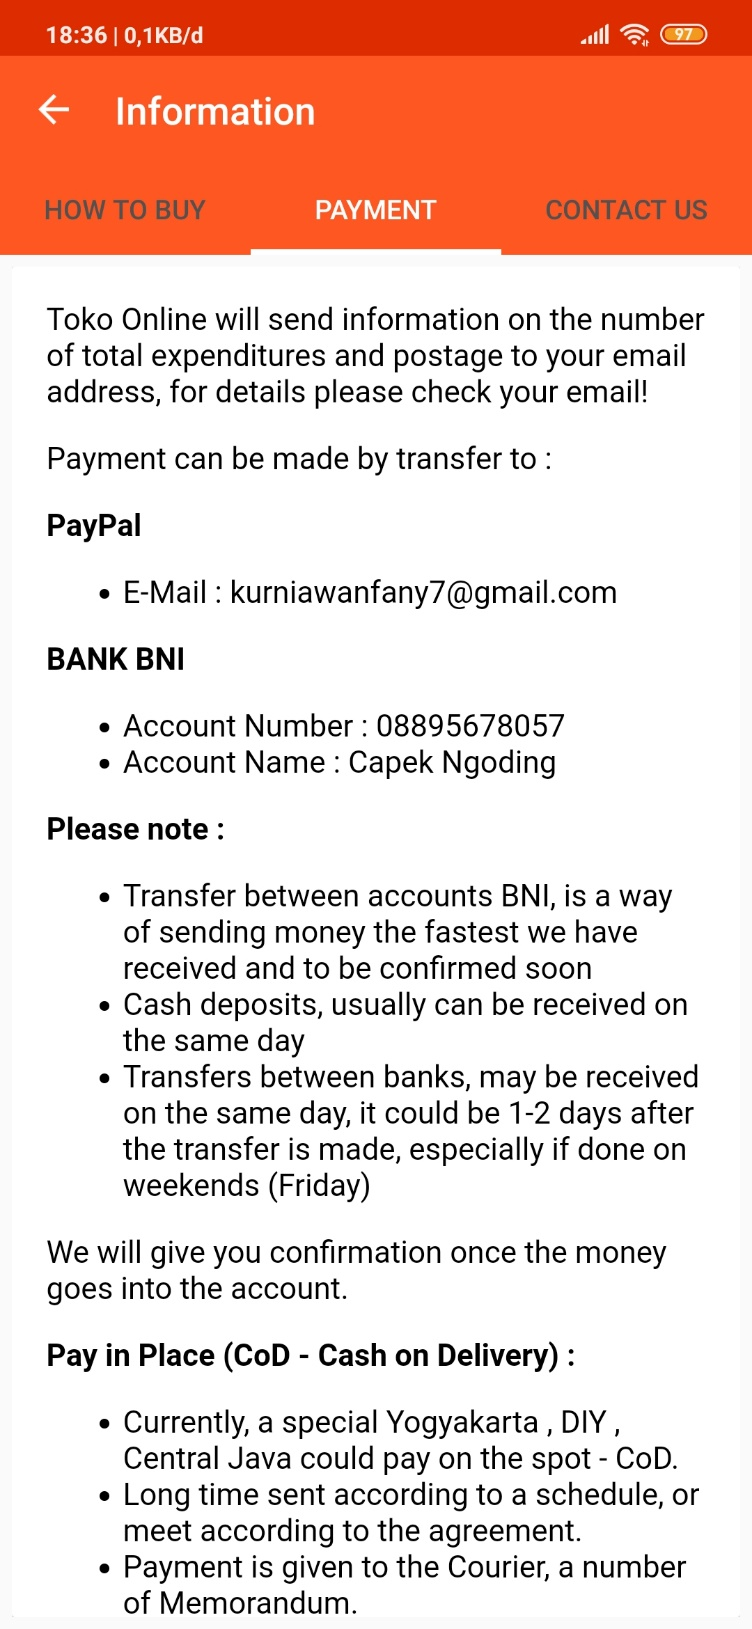 18:36 | 0,1KB/d
97
Information
HOW TO BUY
PAYMENT
CONTACT US
Toko Online will send information on the number
of total expenditures and postage to your email
address, for details please check your email!
Payment can be made by transfer to :
PayPal
• E-Mail : kurniawanfany7@gmail.com
BANK BNI
• Account Number : 08895678057
• Account Name : Capek Ngoding
Please note :
• Transfer between accounts BNI, is a way
of sending money the fastest we have
received and to be confirmed soon
• Cash deposits, usually can be received on
the same day
• Transfers between banks, may be received
on the same day, it could be 1-2 days after
the transfer is made, especially if done on
weekends (Friday)
We will give you confirmation once the money
goes into the account.
Pay in Place (CoD - Cash on Delivery) :
• Currently, a special Yogyakarta , DIY ,
Central Java could pay on the spot - CoD.
• Long time sent according to a schedule, or
meet according to the agreement.
• Payment is given to the Courier, a number
of Memorandum.